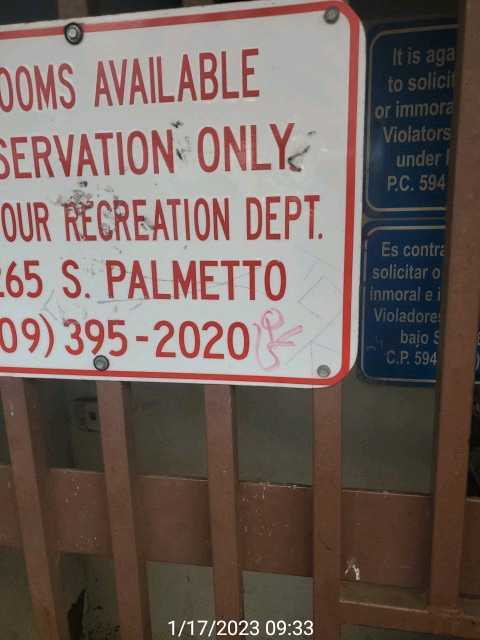 OOMS AVAILABLE
SERVATION ONLY.
OUR RECREATION DEPT.
265 S. PALMETTO
09) 395-2020
It is aga
to solicit
or immora
Violators
under
P.C. 594
Es contra
solicitar o
inmoral e i
Violadores
bajo S
C.P. 594
1/17/2023 09:33